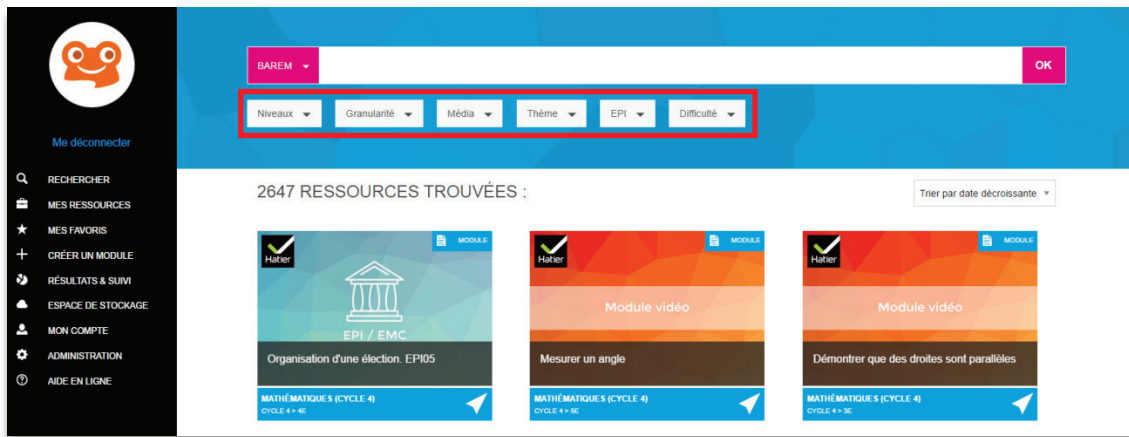 BAREM
OK
Niveaux
Granularité
Média
Thème
EPI
Difficulté
Me déconnecter
RECHERCHER
MES RESSOURCES
MES FAVORIS
CRÉER UN MODULE
RÉSULTATS & SUIVI
ESPACE DE STOCKAGE
MON COMPTE
ADMINISTRATION
AIDE EN LIGNE
2647 RESSOURCES TROUVÉES :
Trier par date décroissante
Hatier
MODULE
EPI / EMC
Organisation d'une élection. EPI05
MATHÉMATIQUES (CYCLE 4)
CYCLE 4 > 4E
Hatier
MODULE
Module vidéo
Mesurer un angle
MATHÉMATIQUES (CYCLE 4)
CYCLE 4 > 5E
Hatier
MODULE
Module vidéo
Démontrer que des droites sont parallèles
MATHÉMATIQUES (CYCLE 4)
CYCLE 4 > 3E